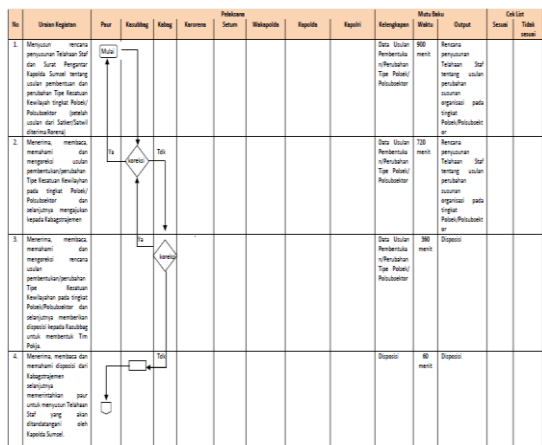 Pelaksana Mutu Baku Cek List
No Uraian Kegiatan Paur Kasubbag Kabag Karorena Setum Wakapolda Kapolda Kapolri Kelengkapan Waktu Output Sesuai Tidak sesuai
1. Menyusun rencana
penyusunan Telahaan Staf
dan Surat Pengantar
Kapolda Sumsel tentang
usulan pembentuan dan
perubahan Tipe Kesatuan
Kewilayah tingkat Polsek/
Polsubsektor (setelah
usulan dari Satker/Satwil
diterima Rorena)
Mulai
Data Usulan
Pembentuka
n/Perubahan
Tipe Polsek/
Polsubsektor
900
menit
Rencana
penyusunan
Telahaan Staf
tentang usulan
perubahan
susunan
organisasi pada
tingkat
Polsek/Polsubsekt
or
2. Menerima, membaca,
memahami dan
mengoreksi usulan
pembentukan/perubahan
Tipe Kesatuan Kewilayhan
pada tingkat Polsek/
Polsubsektor dan
selanjutnya mengajukan
kepada Kabagstrajemen
Ya
koreksi
Tdk
Data Usulan
Pembentuka
n/Perubahan
Tipe Polsek/
Polsubsektor
720
menit
Rencana
penyusunan
Telahaan Staf
tentang usulan
perubahan
susunan
organisasi pada
tingkat
Polsek/Polsubsekt
or
3. Menerima, membaca,
memahami dan
mengoreksi rencana
usulan
pembentukan/perubahan
Tipe Kesatuan
Kewilayahan pada tingkat
Polsek/Polsubsektor dan
selanjutnya memberikan
disposisi kepada Kasubbag
untuk membentuk Tim
Pokja.
Ya
koreksi
Data Usulan
Pembentuka
n/Perubahan
Tipe Polsek/
Polsubsektor
360
menit
Disposisi
4. Menerima, membaca dan
memahami disposisi dari
Kabagstrajemen
selanjutnya
memerintahkan paur
untuk menyusun Telahaan
Staf yang akan
ditandatangani oleh
Kapolda Sumsel.
Tdk
Disposisi
60
menit
Disposisi